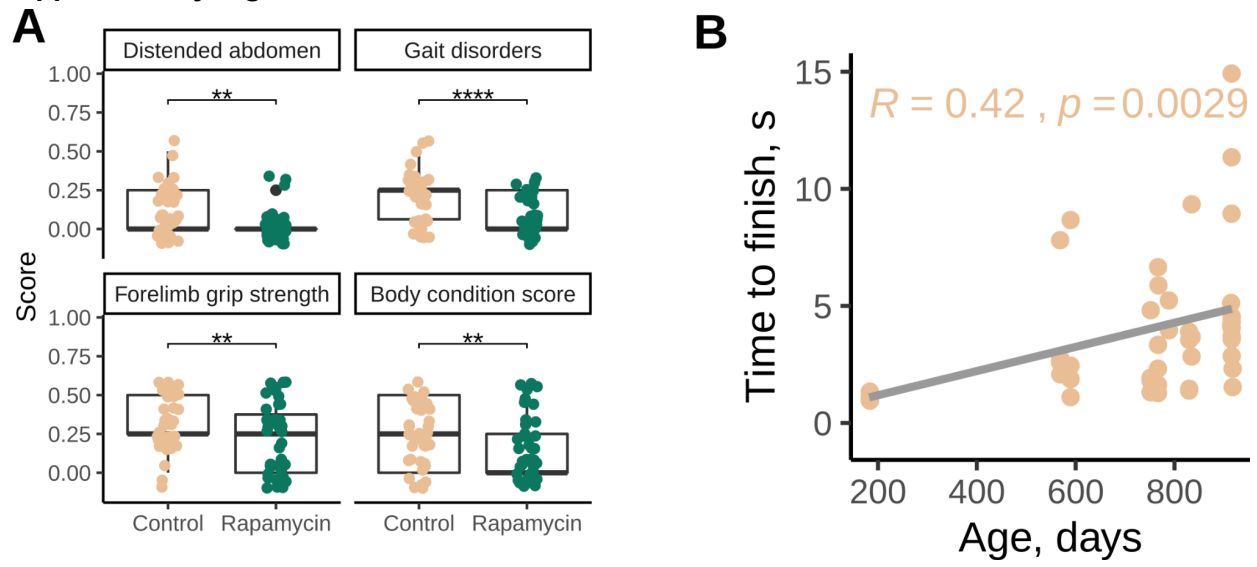 A
Distended abdomen
Gait disorders
1.00
0.75
0.50
0.25
0.00
**
****
Score
Forelimb grip strength
Body condition score
1.00
0.75
0.50
0.25
0.00
**
**
Control
Rapamycin
Control
Rapamycin
B
R = 0.42 , p =0.0029
Time to finish, s
15
10
5
0
200
400
600
800
Age, days